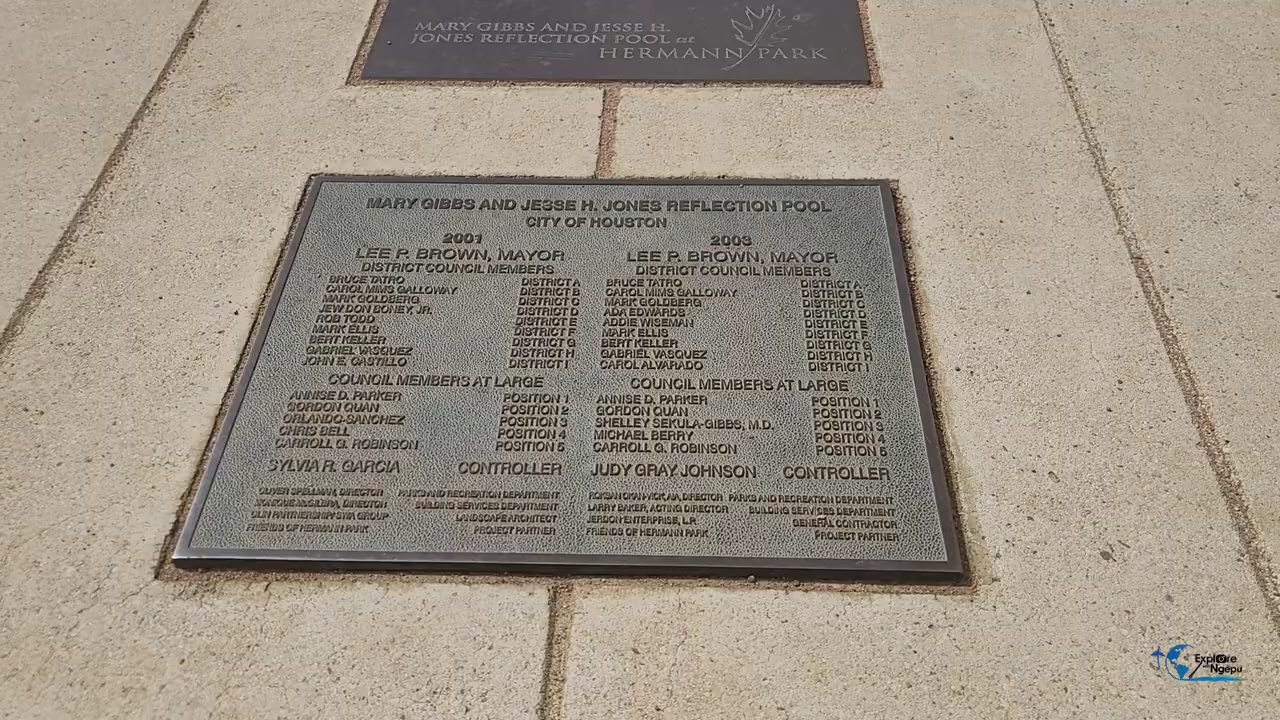 MARY GIBBS AND JESSE H.
JONES REFLECTION POOL at
HERMANN PARK
MARY GIBBS AND JESSE H. JONES REFLECTION POOL
CITY OF HOUSTON
2001
LEE P. BROWN, MAYOR
DISTRICT COUNCIL MEMBERS
BRUCE TATRO DISTRICT A
CAROL MIMS GALLOWAY DISTRICT B
MARK GOLDBERG DISTRICT C
JEW DON BONEY, JR. DISTRICT D
ROB TODD DISTRICT E
MARK ELLIS DISTRICT F
BERT KELLER DISTRICT G
GABRIEL VASQUEZ DISTRICT H
JOHN E. CASTILLO DISTRICT I
COUNCIL MEMBERS AT LARGE
ANNISE D. PARKER POSITION 1
GORDON QUAN POSITION 2
ORLANDO SANCHEZ POSITION 3
CHRIS BELL POSITION 4
CARROLL G. ROBINSON POSITION 5
SYLVIA R. GARCIA CONTROLLER
OLIVER SPELLMAN, DIRECTOR PARKS AND RECREATION DEPARTMENT
DIRECTOR BUILDING SERVICES DEPARTMENT
SWA GROUP LANDSCAPE ARCHITECT
FRIENDS OF HERMANN PARK PROJECT PARTNER
2003
LEE P. BROWN, MAYOR
DISTRICT COUNCIL MEMBERS
BRUCE TATRO DISTRICT A
CAROL MIMS GALLOWAY DISTRICT B
MARK GOLDBERG DISTRICT C
ADA EDWARDS DISTRICT D
ADDIE WISEMAN DISTRICT E
MARK ELLIS DISTRICT F
BERT KELLER DISTRICT G
GABRIEL VASQUEZ DISTRICT H
CAROL ALVARADO DISTRICT I
COUNCIL MEMBERS AT LARGE
ANNISE D. PARKER POSITION 1
GORDON QUAN POSITION 2
SHELLEY SEKULA-GIBBS, M.D. POSITION 3
MICHAEL BERRY POSITION 4
CARROLL G. ROBINSON POSITION 5
JUDY GRAY JOHNSON CONTROLLER
DIRECTOR PARKS AND RECREATION DEPARTMENT
LARRY BAKER, ACTING DIRECTOR BUILDING SERVICES DEPARTMENT
JERDON ENTERPRISE, L.P. GENERAL CONTRACTOR
FRIENDS OF HERMANN PARK PROJECT PARTNER
Explore
Ngepu